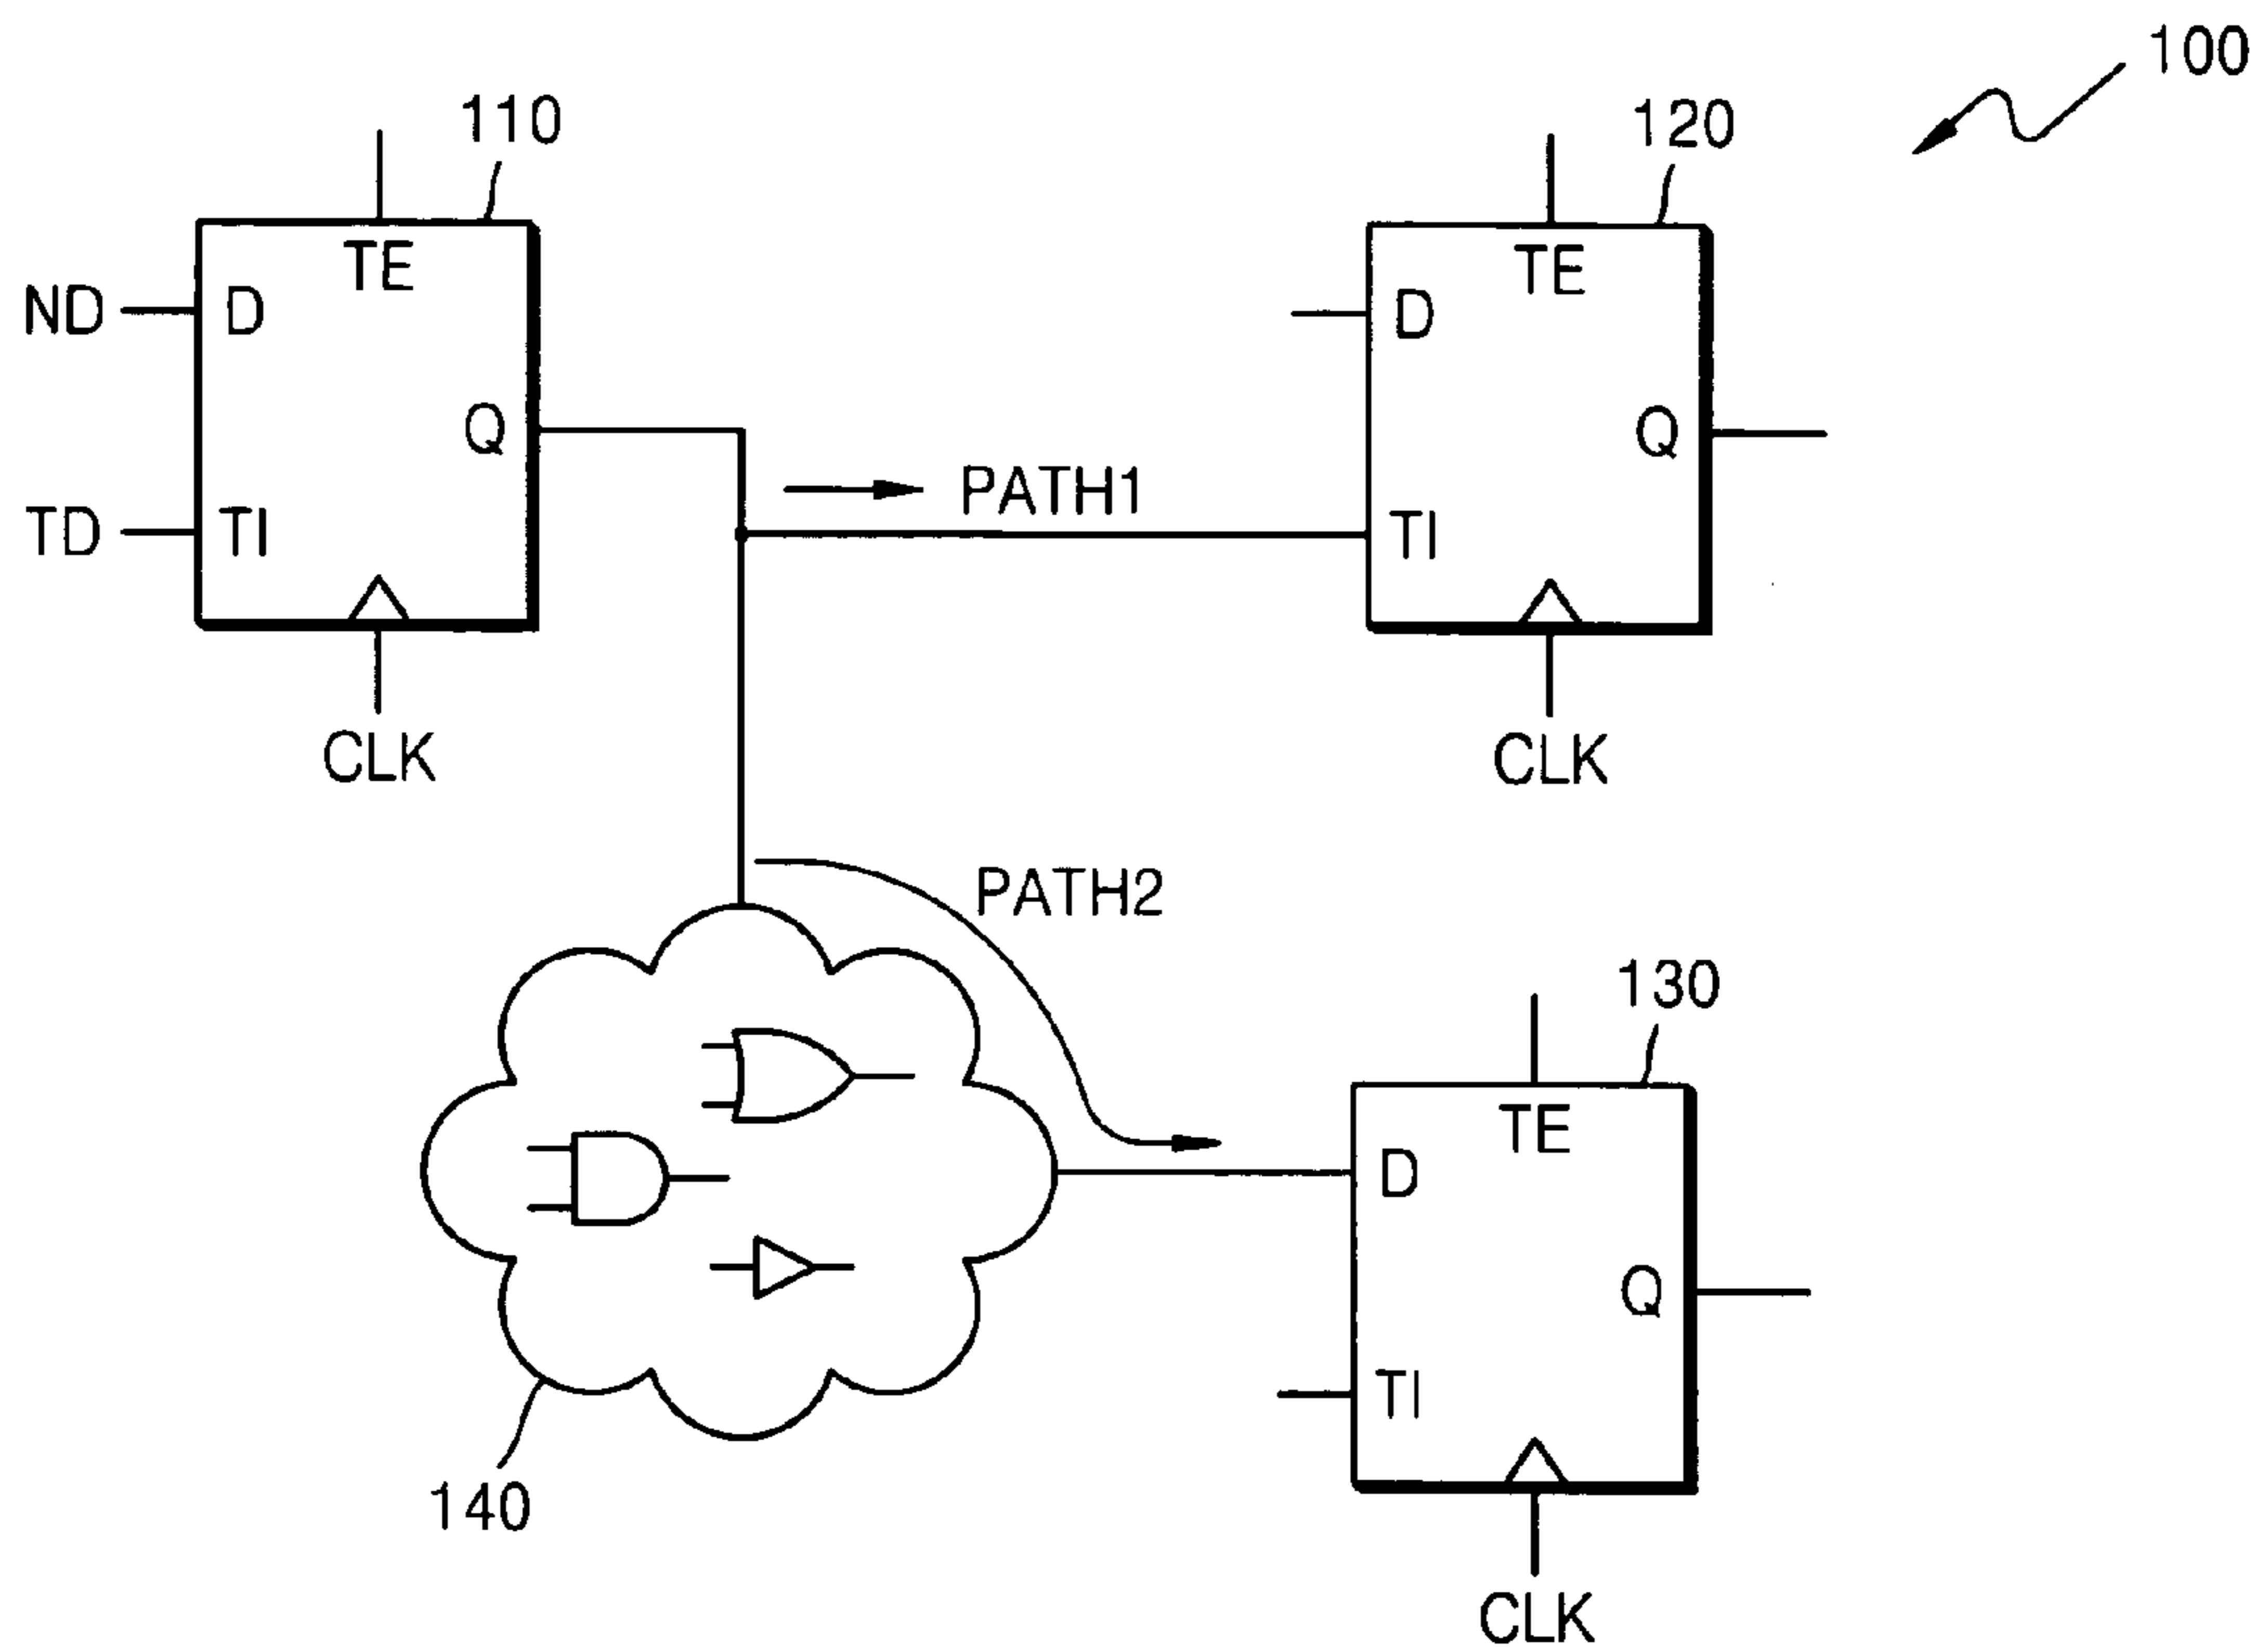 100
110
120
TE
TE
ND
D
D
Q
Q
PATH1
TD
TI
TI
CLK
CLK
PATH2
130
TE
D
Q
TI
140
CLK